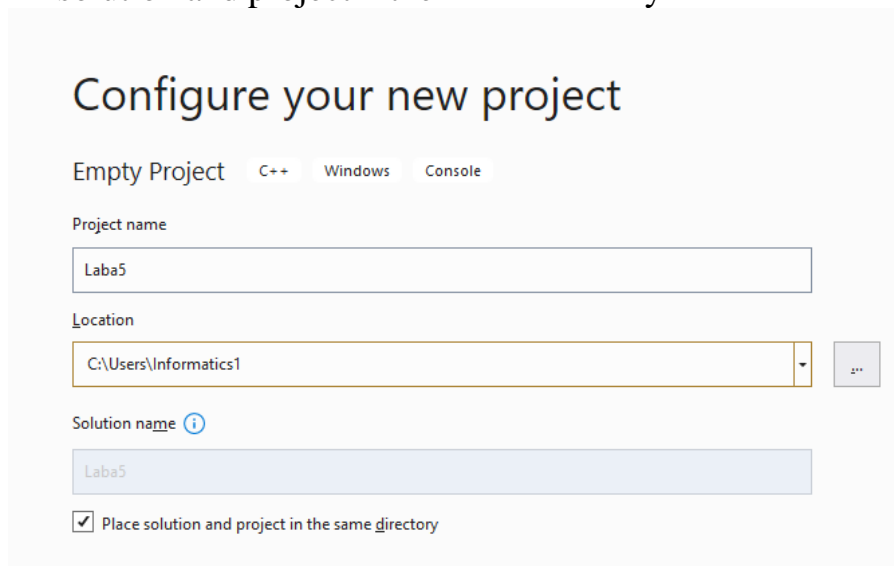 Configure your new project
Empty Project C++ Windows Console
Project name
Laba5
Location
C:\Users\Informatics1
...
Solution name
Laba5
Place solution and project in the same directory